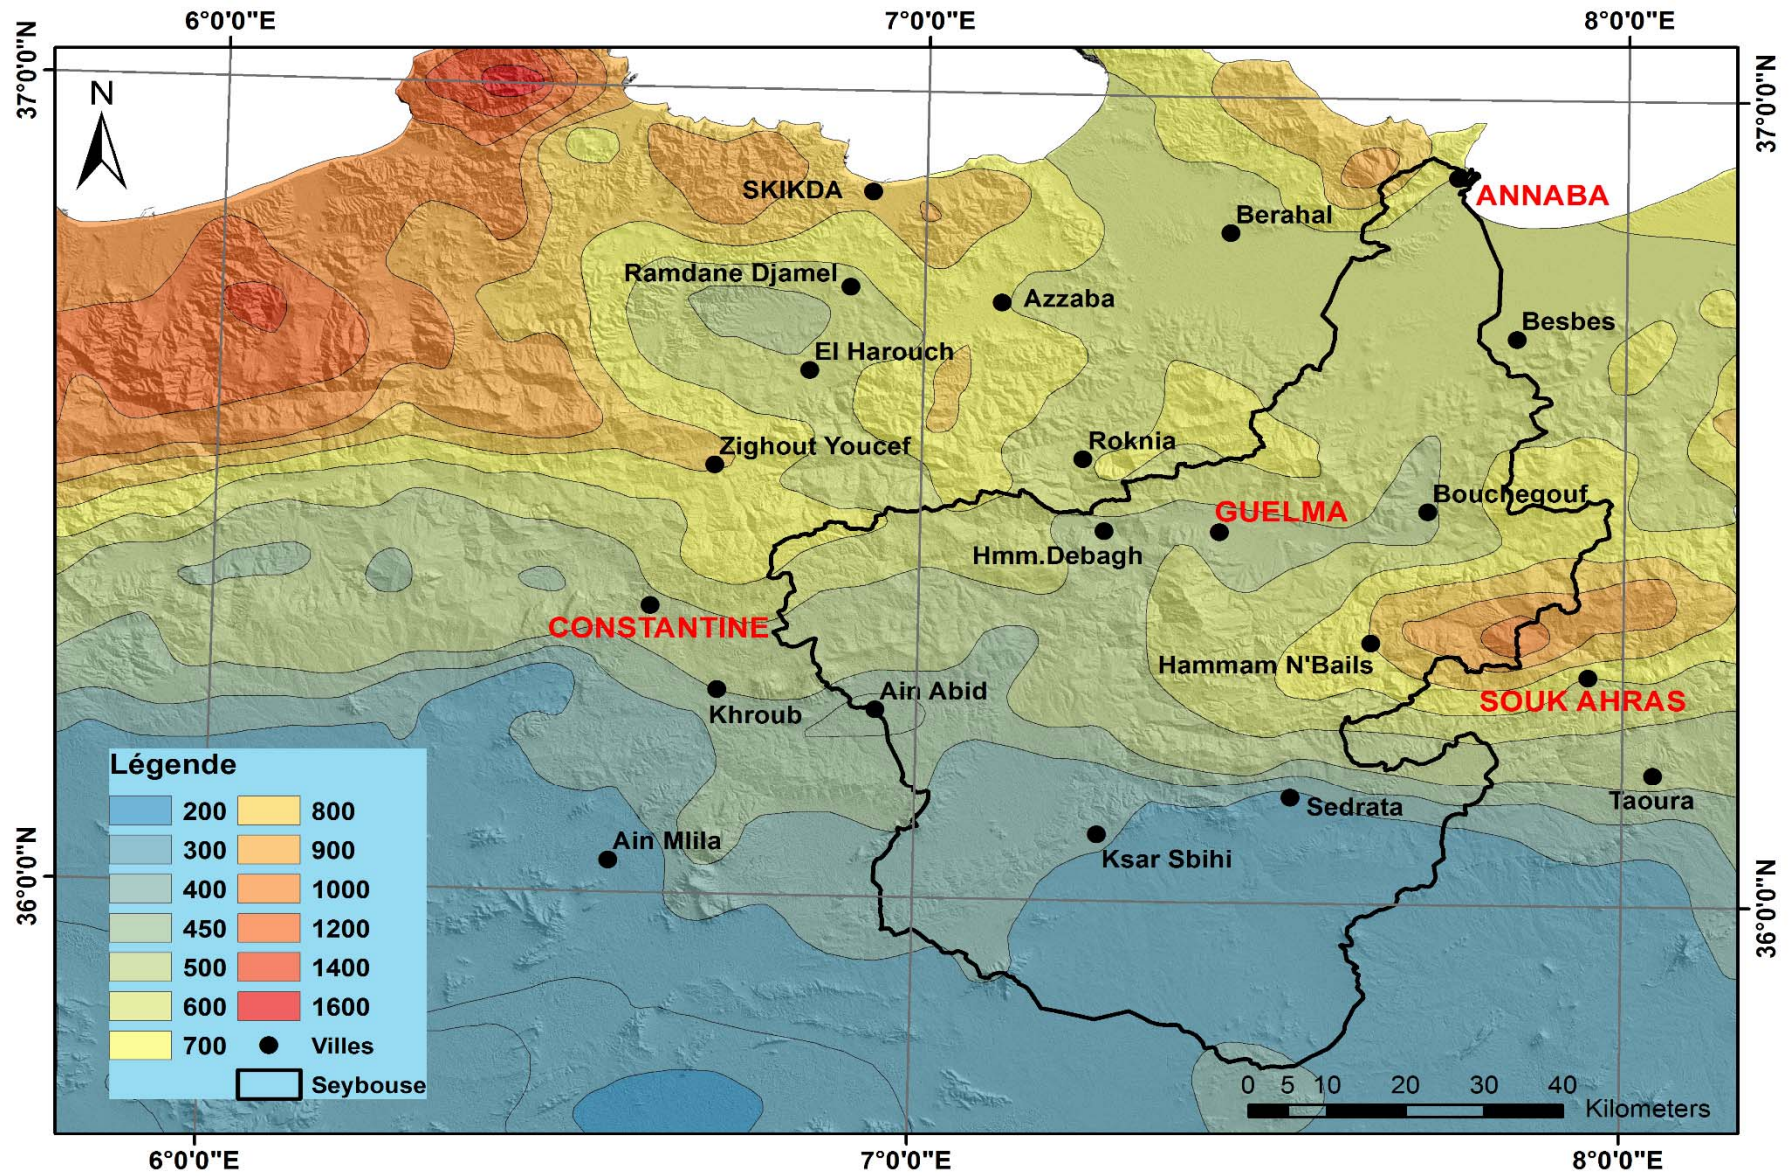 6°0'0"E
7°0'0"E
8°0'0"E
37°0'0"N
37°0'0"N
N
SKIKDA
ANNABA
Berahal
Ramdane Djamel
Azzaba
Besbes
El Harouch
Zighout Youcef
Roknia
Bouchegouf
GUELMA
Hmm.Debagh
CONSTANTINE
Hammam N'Bails
Ain Abid
Khroub
SOUK AHRAS
Taoura
Sedrata
Ain Mlila
Ksar Sbihi
36°0'0"N
36°0'0"N
Légende
200 800
300 900
400 1000
450 1200
500 1400
600 1600
700 Villes
Seybouse
0 5 10 20 30 40
Kilometers
6°0'0"E
7°0'0"E
8°0'0"E